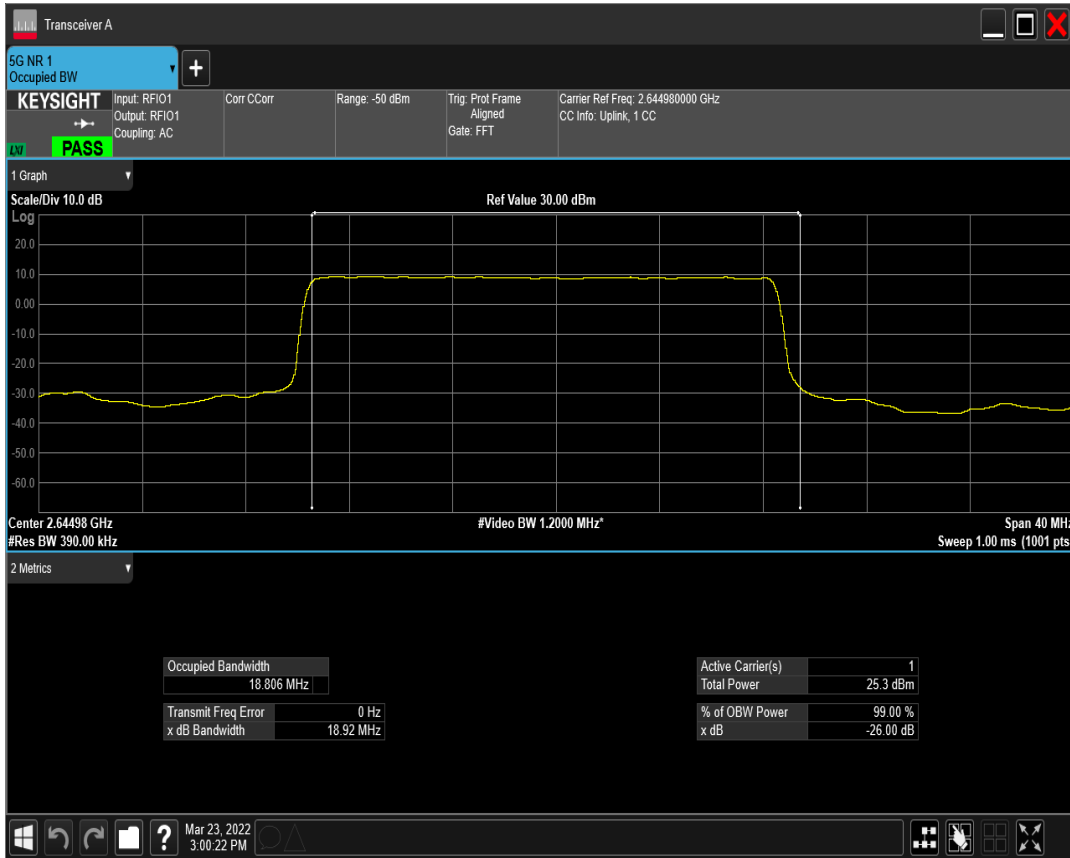 Transceiver A
5G NR 1
Occupied BW
KEYSIGHT
LXI
PASS
Input: RFIO1
Output: RFIO1
Coupling: AC
Corr CCorr
Range: -50 dBm
Trig: Prot Frame
Aligned
Gate: FFT
Carrier Ref Freq: 2.644980000 GHz
CC Info: Uplink, 1 CC
1 Graph
Scale/Div 10.0 dB
Ref Value 30.00 dBm
Log
20.0
10.0
0.00
-10.0
-20.0
-30.0
-40.0
-50.0
-60.0
Center 2.64498 GHz
#Video BW 1.2000 MHz*
Span 40 MHz
#Res BW 390.00 kHz
Sweep 1.00 ms (1001 pts
2 Metrics
Occupied Bandwidth
18.806 MHz
Transmit Freq Error 0 Hz
x dB Bandwidth 18.92 MHz
Active Carrier(s) 1
Total Power 25.3 dBm
% of OBW Power 99.00 %
x dB -26.00 dB
?
Mar 23, 2022
3:00:22 PM